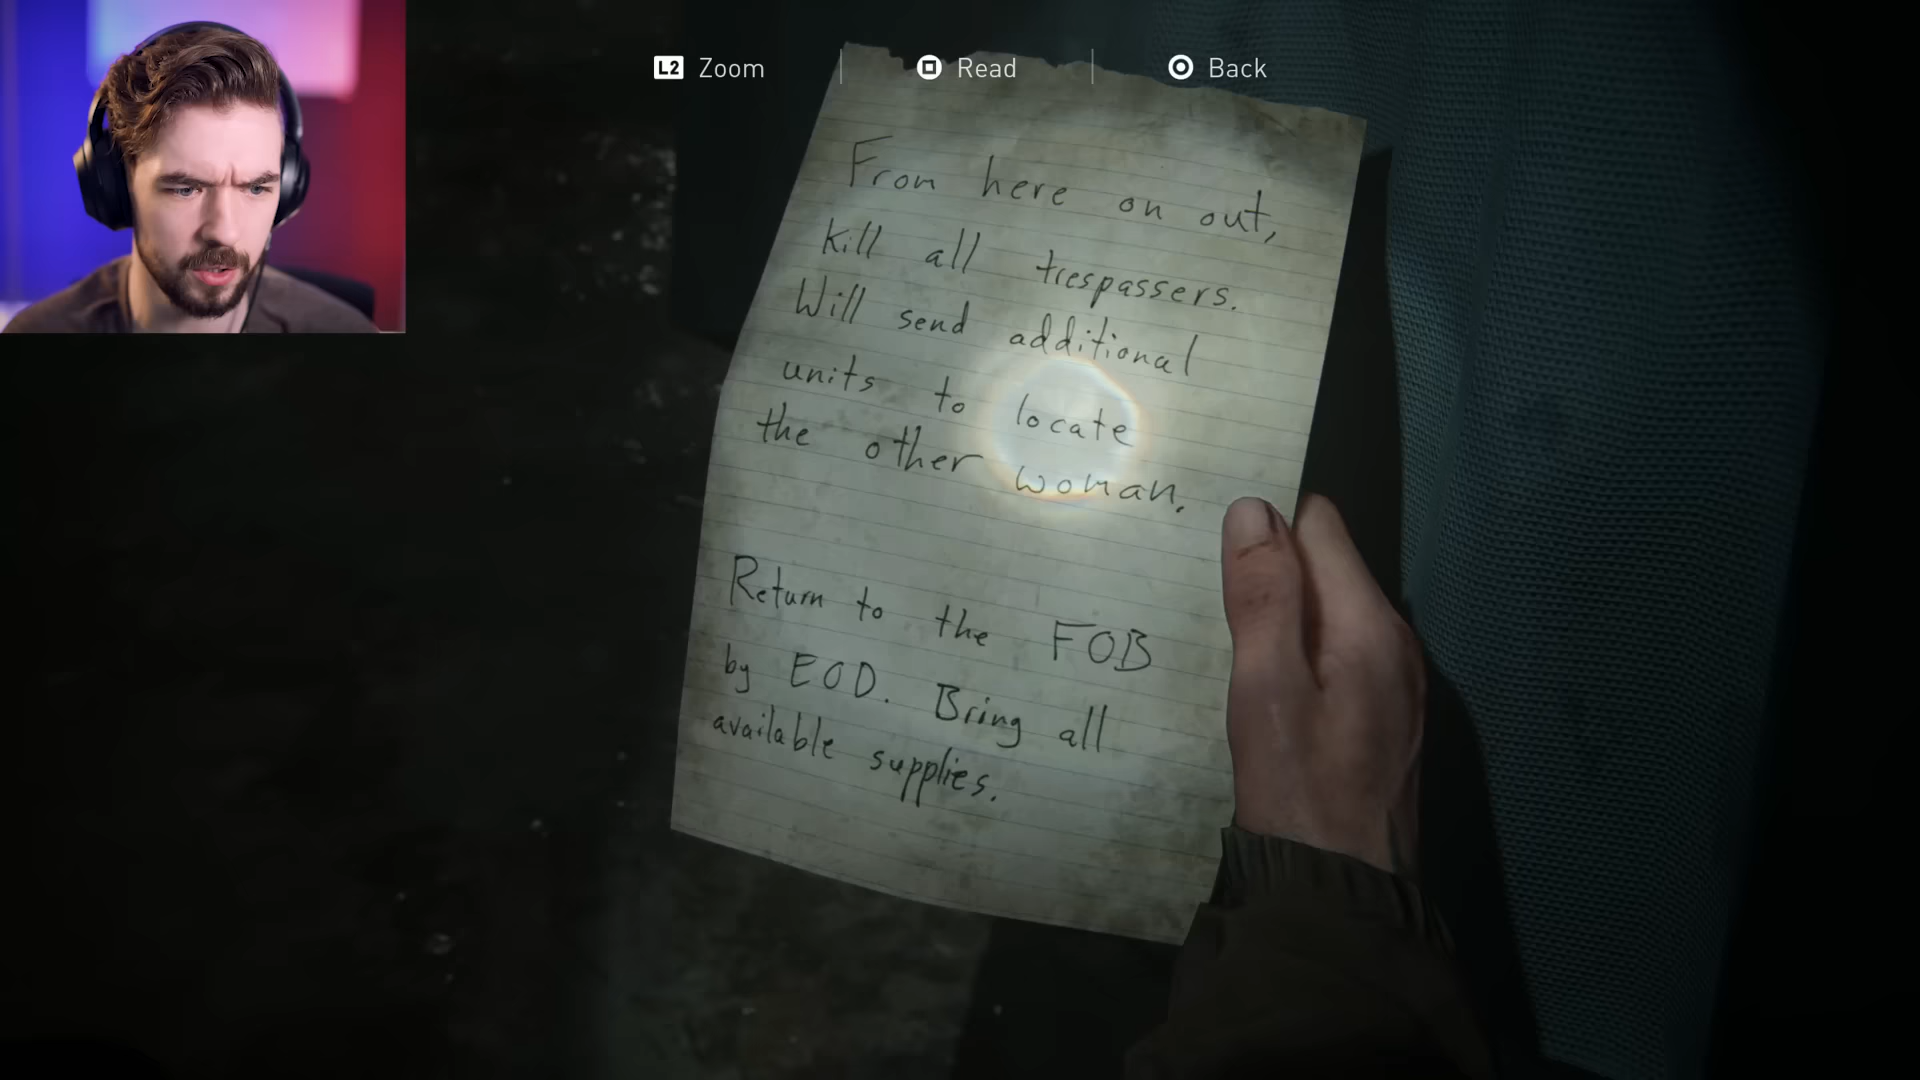 L2 Zoom Read Back
From here on out,
kill all trespassers.
Will send additional
units to locate
the other woman.
Return to the FOB
by EOD. Bring all
available supplies.